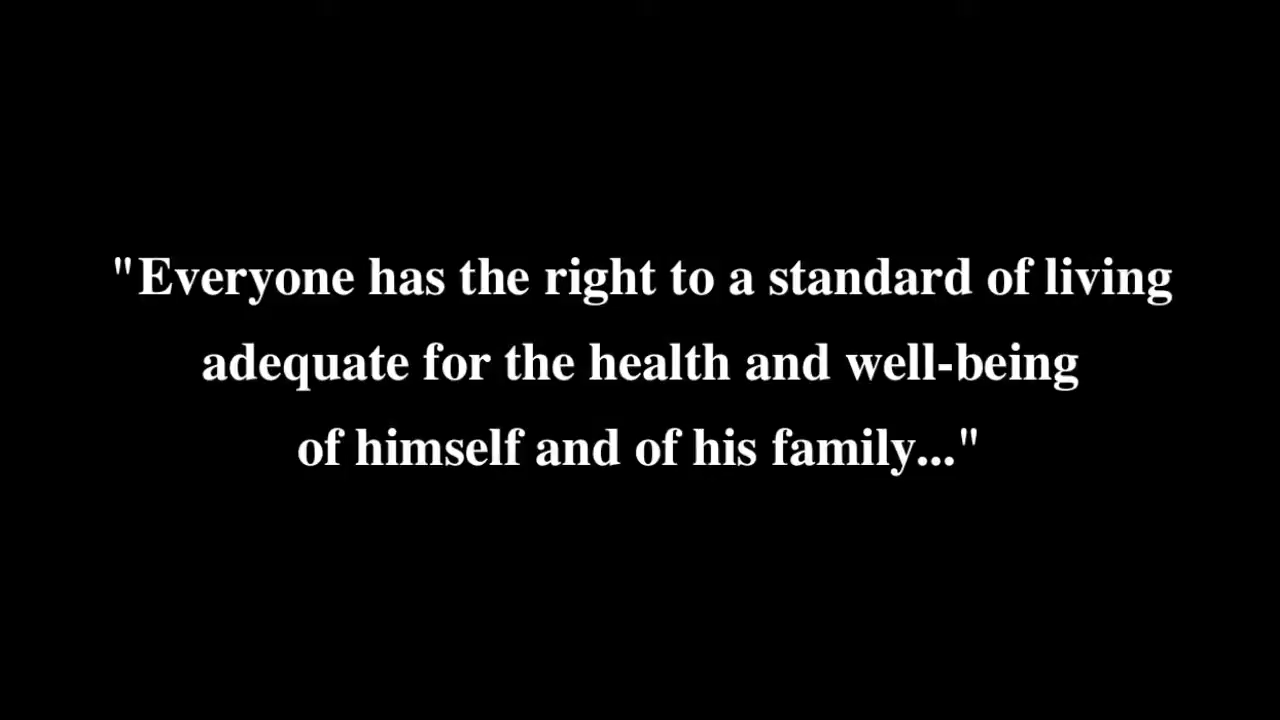 "Everyone has the right to a standard of living
adequate for the health and well-being
of himself and of his family..."